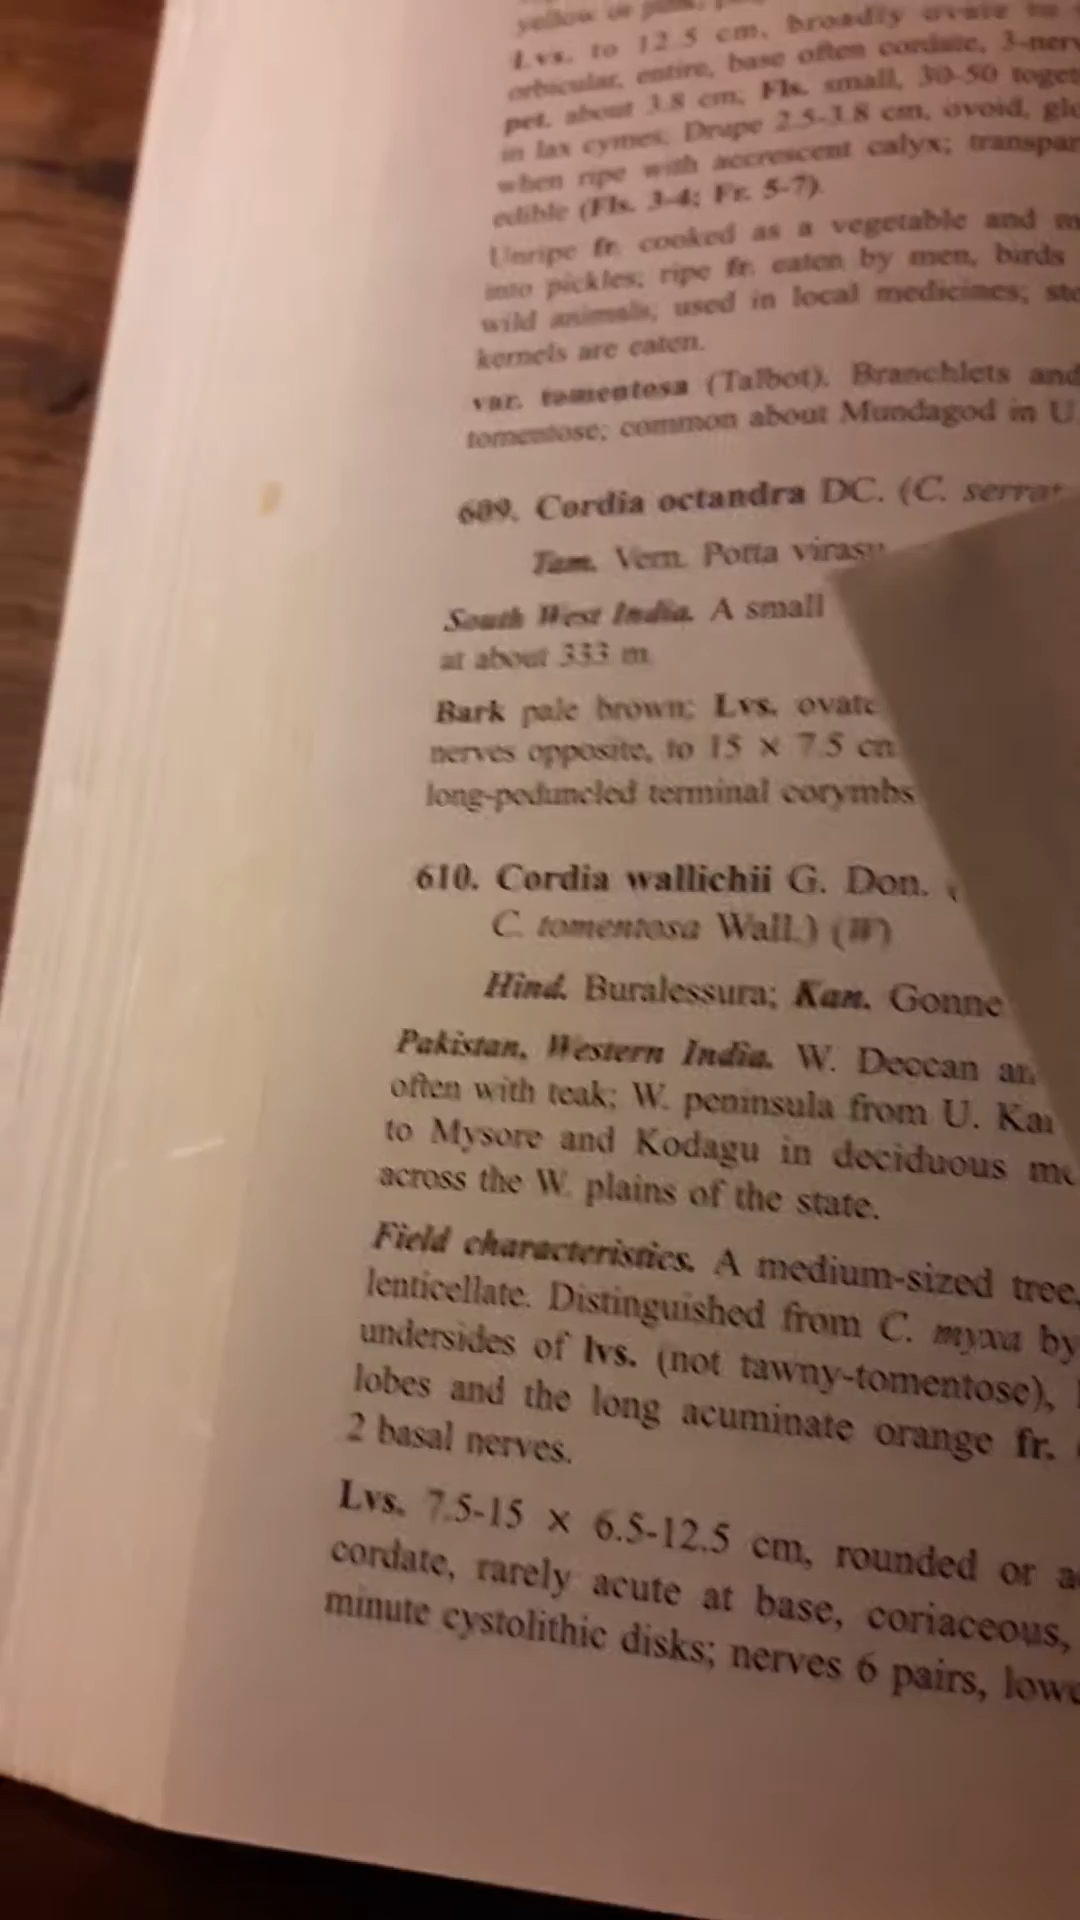 yellow or
Lvs. to 12.5 cm, broadly ovate to
orbicular, entire, base often cordate, 3-nerv
pet. about 3.8 cm, Fls. small, 30-50 toget
in lax cymes. Drupe 2.5-3.8 cm, ovoid, glo
when ripe with accrescent calyx; transpar
edible (Fls. 3-4; Fr. 5-7)
Unripe fr. cooked as a vegetable and m
into pickles; ripe fr. eaten by men, birds
wild animals, used in local medicines; sto
kernels are eaten.
var. tomentosa (Talbot). Branchlets and
tomentose; common about Mundagod in U.
609. Cordia octandra DC. (C. serrat
Tam. Vern. Potta virasu
South West India. A small
at about 333 m
Bark pale brown; Lvs. ovate
nerves opposite, to 15 × 7.5 cm
long-peduncled terminal corymbs
610. Cordia wallichii G. Don. (
C. tomentosa Wall.) (W)
Hind. Buralessura; Kan. Gonne
Pakistan, Western India. W. Deccan an
often with teak; W. peninsula from U. Kan
to Mysore and Kodagu in deciduous mo
across the W. plains of the state.
Field characteristics. A medium-sized tree,
lenticellate. Distinguished from C. myxa by
undersides of lvs. (not tawny-tomentose),
lobes and the long acuminate orange fr.
2 basal nerves.
Lvs. 7.5-15 × 6.5-12.5 cm, rounded or a
cordate, rarely acute at base, coriaceous,
minute cystolithic disks; nerves 6 pairs, lowe